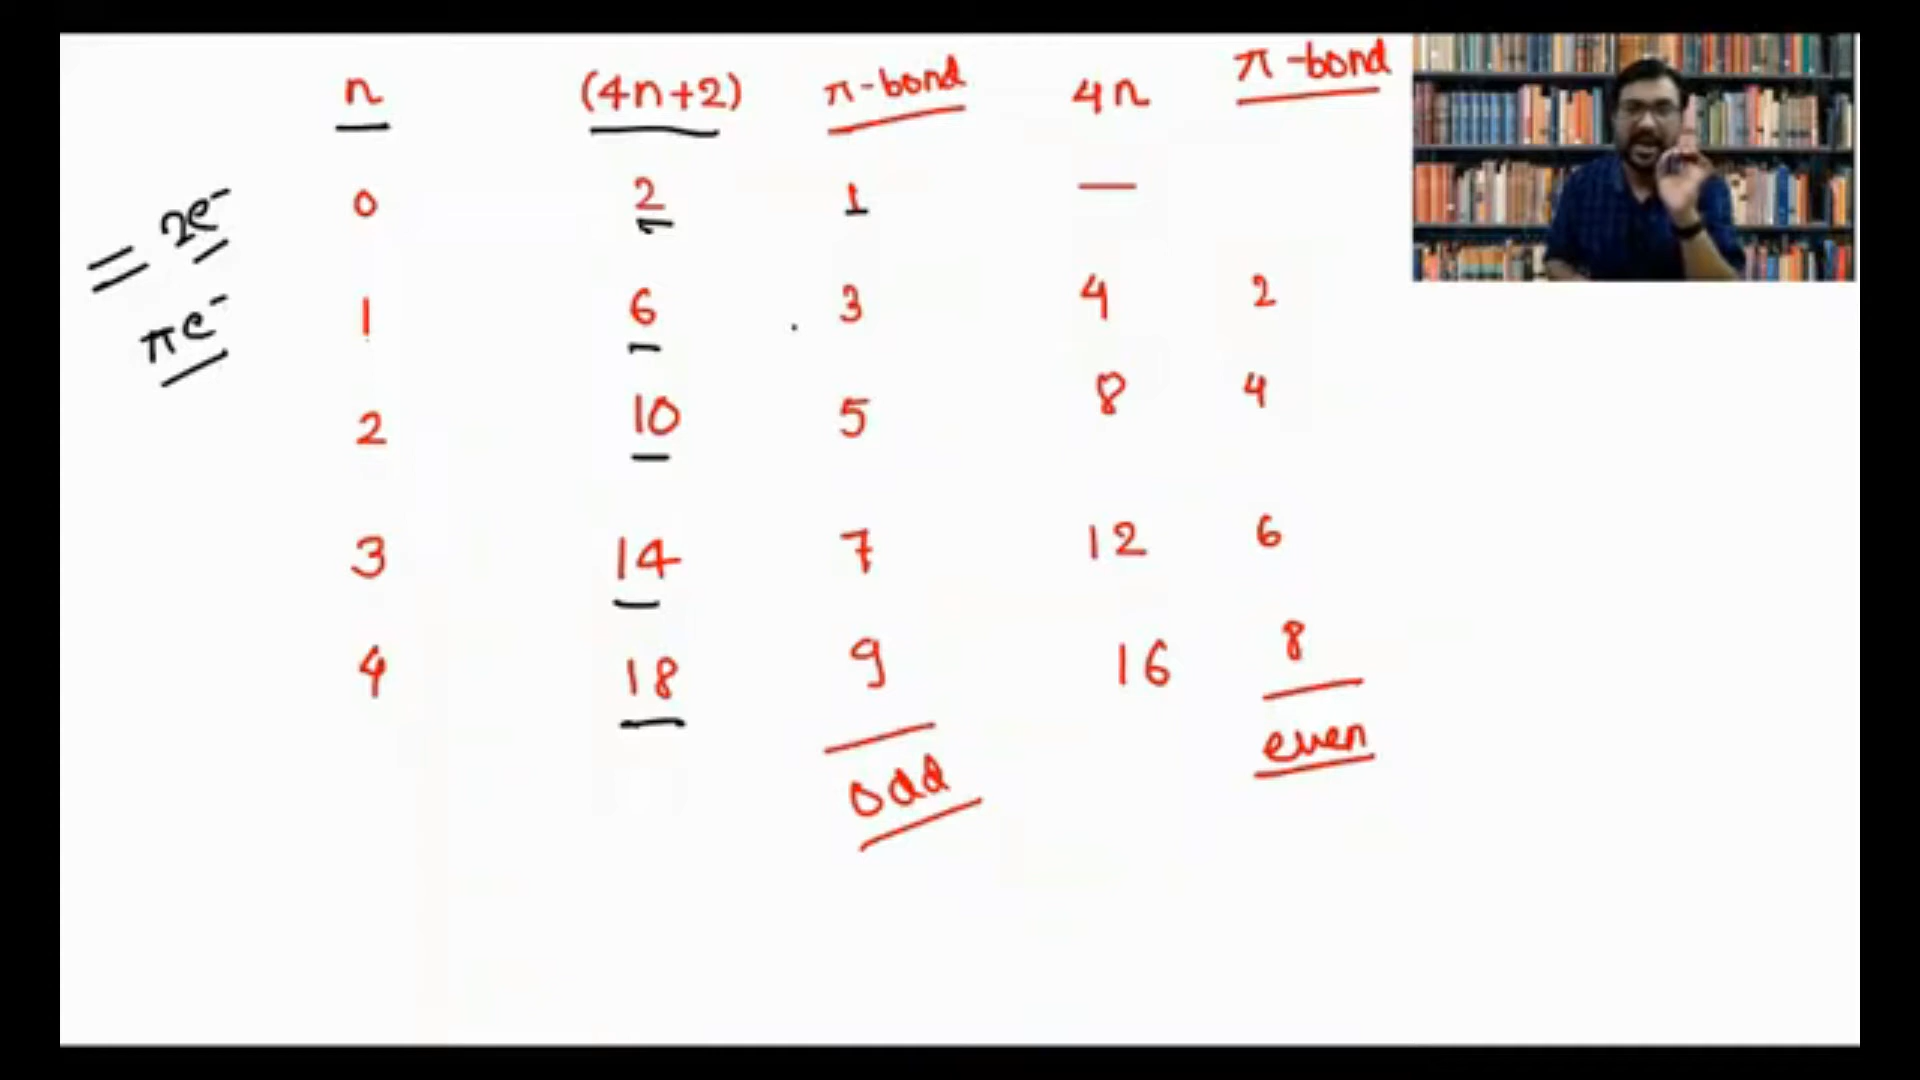 n (4n+2) π-bond 4n π-bond
0 2 1 —
= 2e⁻
1 6 3 4 2
πe⁻
2 10 5 8 4
3 14 7 12 6
4 18 9 16 8
odd even